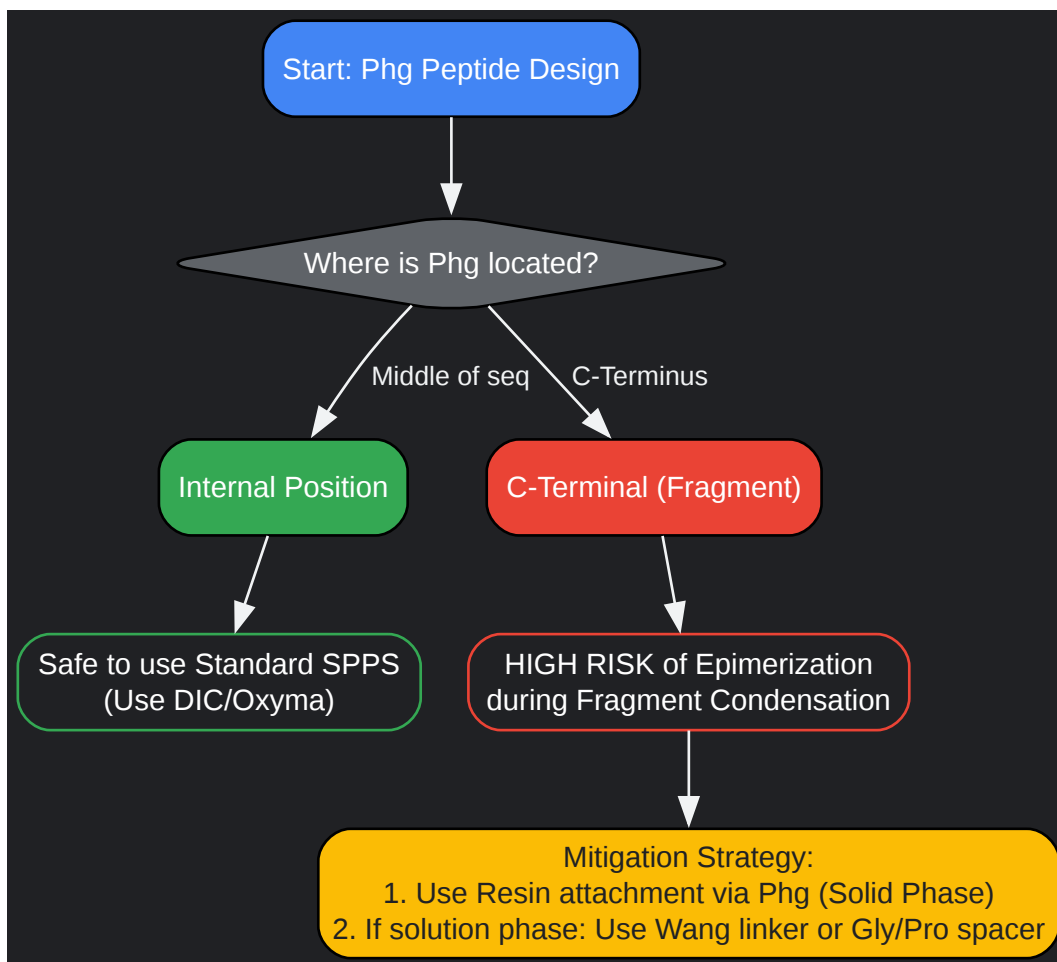 Start: Phg Peptide Design
Where is Phg located?
Middle of seq
C-Terminus
Internal Position
C-Terminal (Fragment)
Safe to use Standard SPPS
(Use DIC/Oxyma)
HIGH RISK of Epimerization
during Fragment Condensation
Mitigation Strategy:
1. Use Resin attachment via Phg (Solid Phase)
2. If solution phase: Use Wang linker or Gly/Pro spacer